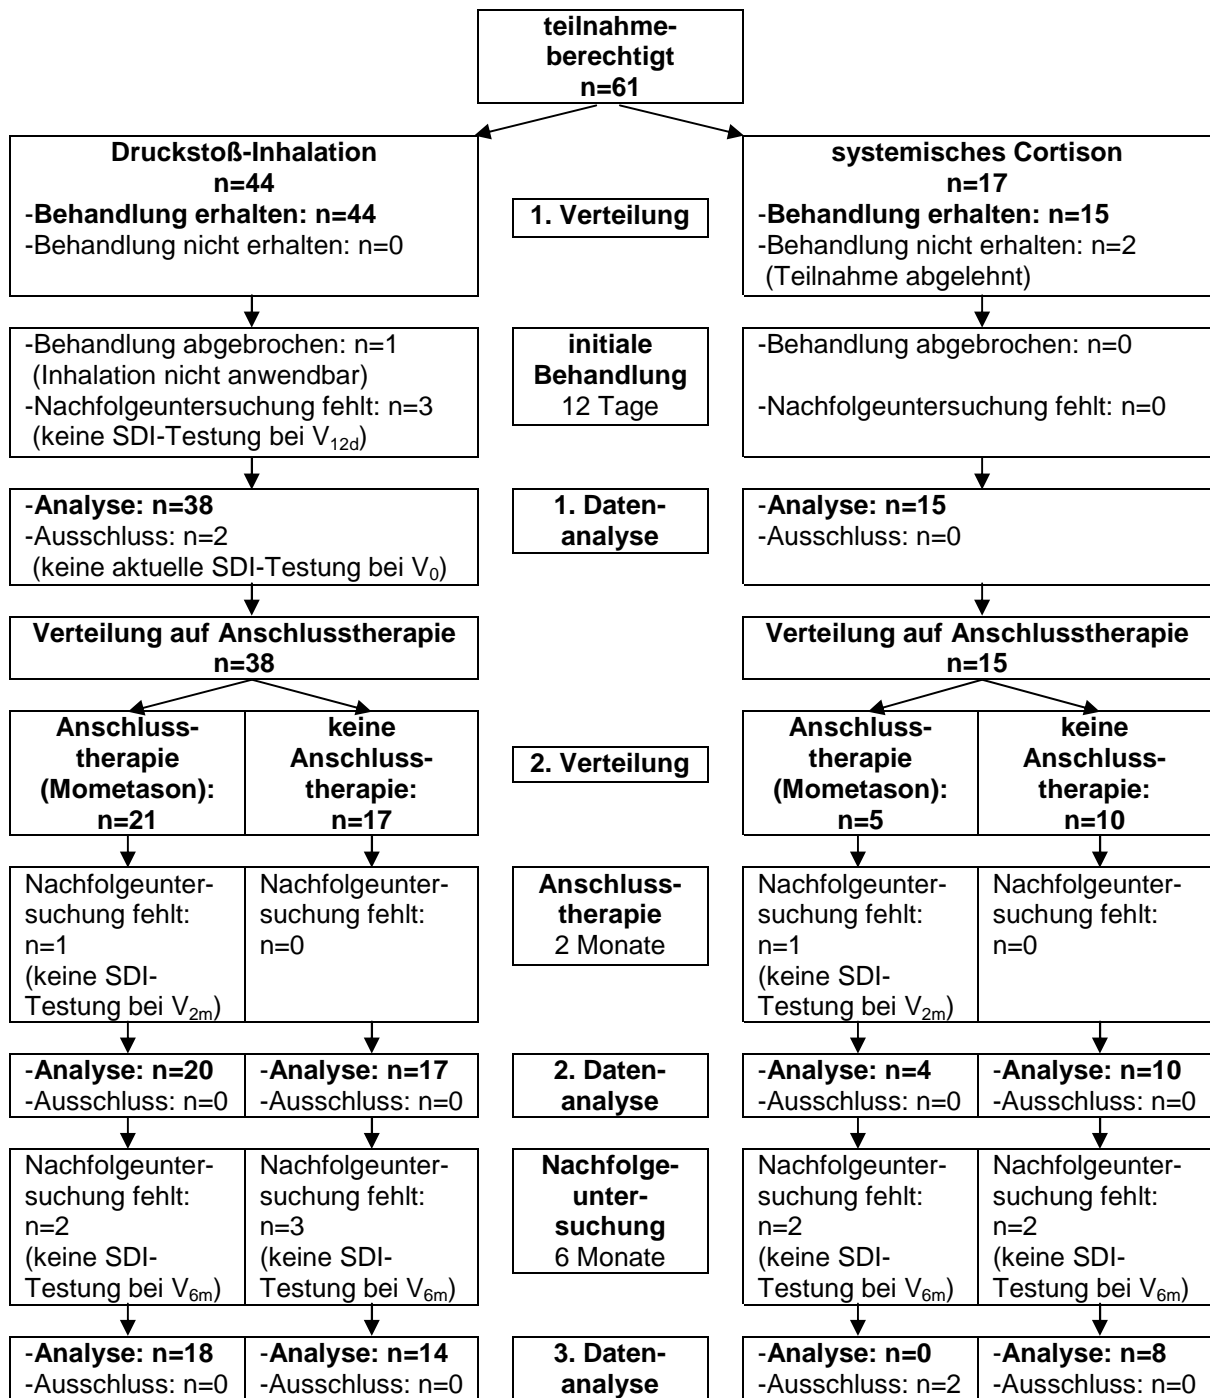 teilnahme-
berechtigt
n=61
Druckstoß-Inhalation
n=44
-Behandlung erhalten: n=44
-Behandlung nicht erhalten: n=0
1. Verteilung
systemisches Cortison
n=17
-Behandlung erhalten: n=15
-Behandlung nicht erhalten: n=2
(Teilnahme abgelehnt)
-Behandlung abgebrochen: n=1
(Inhalation nicht anwendbar)
-Nachfolgeuntersuchung fehlt: n=3
(keine SDI-Testung bei V12d)
initiale
Behandlung
12 Tage
-Behandlung abgebrochen: n=0
-Nachfolgeuntersuchung fehlt: n=0
-Analyse: n=38
-Ausschluss: n=2
(keine aktuelle SDI-Testung bei V0)
1. Daten-
analyse
-Analyse: n=15
-Ausschluss: n=0
Verteilung auf Anschlusstherapie
n=38
Verteilung auf Anschlusstherapie
n=15
Anschluss-
therapie
(Mometason):
n=21
keine
Anschluss-
therapie:
n=17
2. Verteilung
Anschluss-
therapie
(Mometason):
n=5
keine
Anschluss-
therapie:
n=10
Nachfolgeunter-
suchung fehlt:
n=1
(keine SDI-
Testung bei V2m)
Nachfolgeunter-
suchung fehlt:
n=0
Anschluss-
therapie
2 Monate
Nachfolgeunter-
suchung fehlt:
n=1
(keine SDI-
Testung bei V2m)
Nachfolgeunter-
suchung fehlt:
n=0
-Analyse: n=20
-Ausschluss: n=0
-Analyse: n=17
-Ausschluss: n=0
2. Daten-
analyse
-Analyse: n=4
-Ausschluss: n=0
-Analyse: n=10
-Ausschluss: n=0
Nachfolgeunter-
suchung fehlt:
n=2
(keine SDI-
Testung bei V6m)
Nachfolgeunter-
suchung fehlt:
n=3
(keine SDI-
Testung bei V6m)
Nachfolge-
unter-
suchung
6 Monate
Nachfolgeunter-
suchung fehlt:
n=2
(keine SDI-
Testung bei V6m)
Nachfolgeunter-
suchung fehlt:
n=2
(keine SDI-
Testung bei V6m)
-Analyse: n=18
-Ausschluss: n=0
-Analyse: n=14
-Ausschluss: n=0
3. Daten-
analyse
-Analyse: n=0
-Ausschluss: n=2
-Analyse: n=8
-Ausschluss: n=0